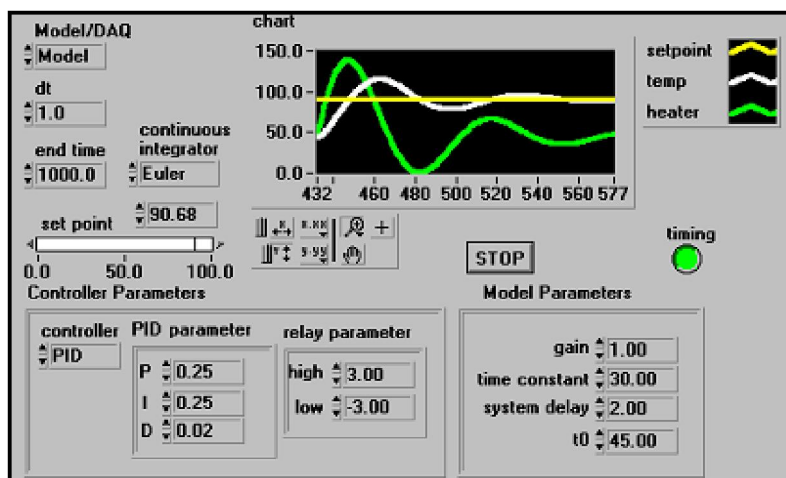 Model/DAQ
Model
dt
1.0
end time
1000.0
continuous
integrator
Euler
set point
90.68
0.0 50.0 100.0
chart
150.0
100.0
50.0
0.0
432 460 480 500 520 540 560 577
setpoint
temp
heater
X.XX
Y.YY
STOP
timing
Controller Parameters
controller
PID
PID parameter
P 0.25
I 0.25
D 0.02
relay parameter
high 3.00
low -3.00
Model Parameters
gain 1.00
time constant 30.00
system delay 2.00
t0 45.00